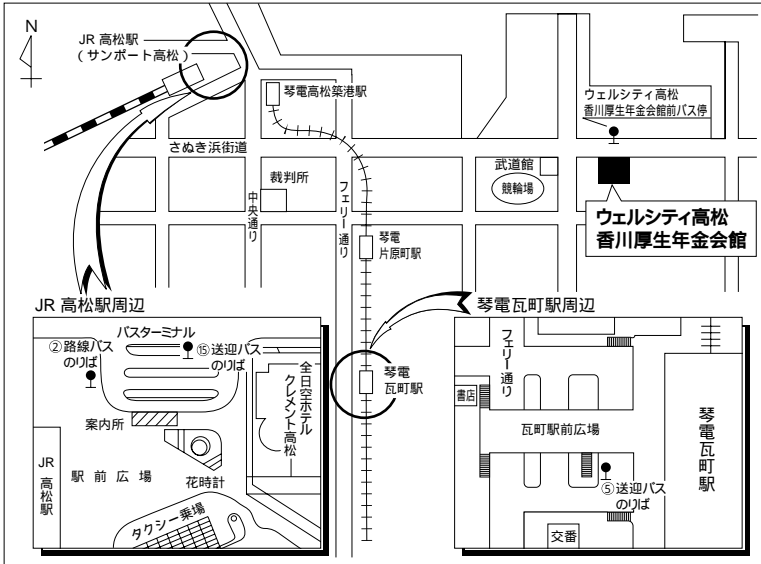 N
JR 高松駅
(サンポート高松)
琴電高松築港駅
ウェルシティ高松
香川厚生年金会館前バス停
さぬき浜街道
裁判所
武道館
競輪場
中央通り
フェリー通り
ウェルシティ高松
香川厚生年金会館
琴電
片原町駅
JR 高松駅周辺
バスターミナル
②路線バス
のりば
⑮送迎バス
のりば
全日空ホテル
クレメント高松
案内所
JR
高松駅
駅前広場
花時計
タクシー乗場
琴電
瓦町駅
琴電瓦町駅周辺
フェリー通り
書店
瓦町駅前広場
琴電瓦町駅
⑤送迎バス
のりば
交番